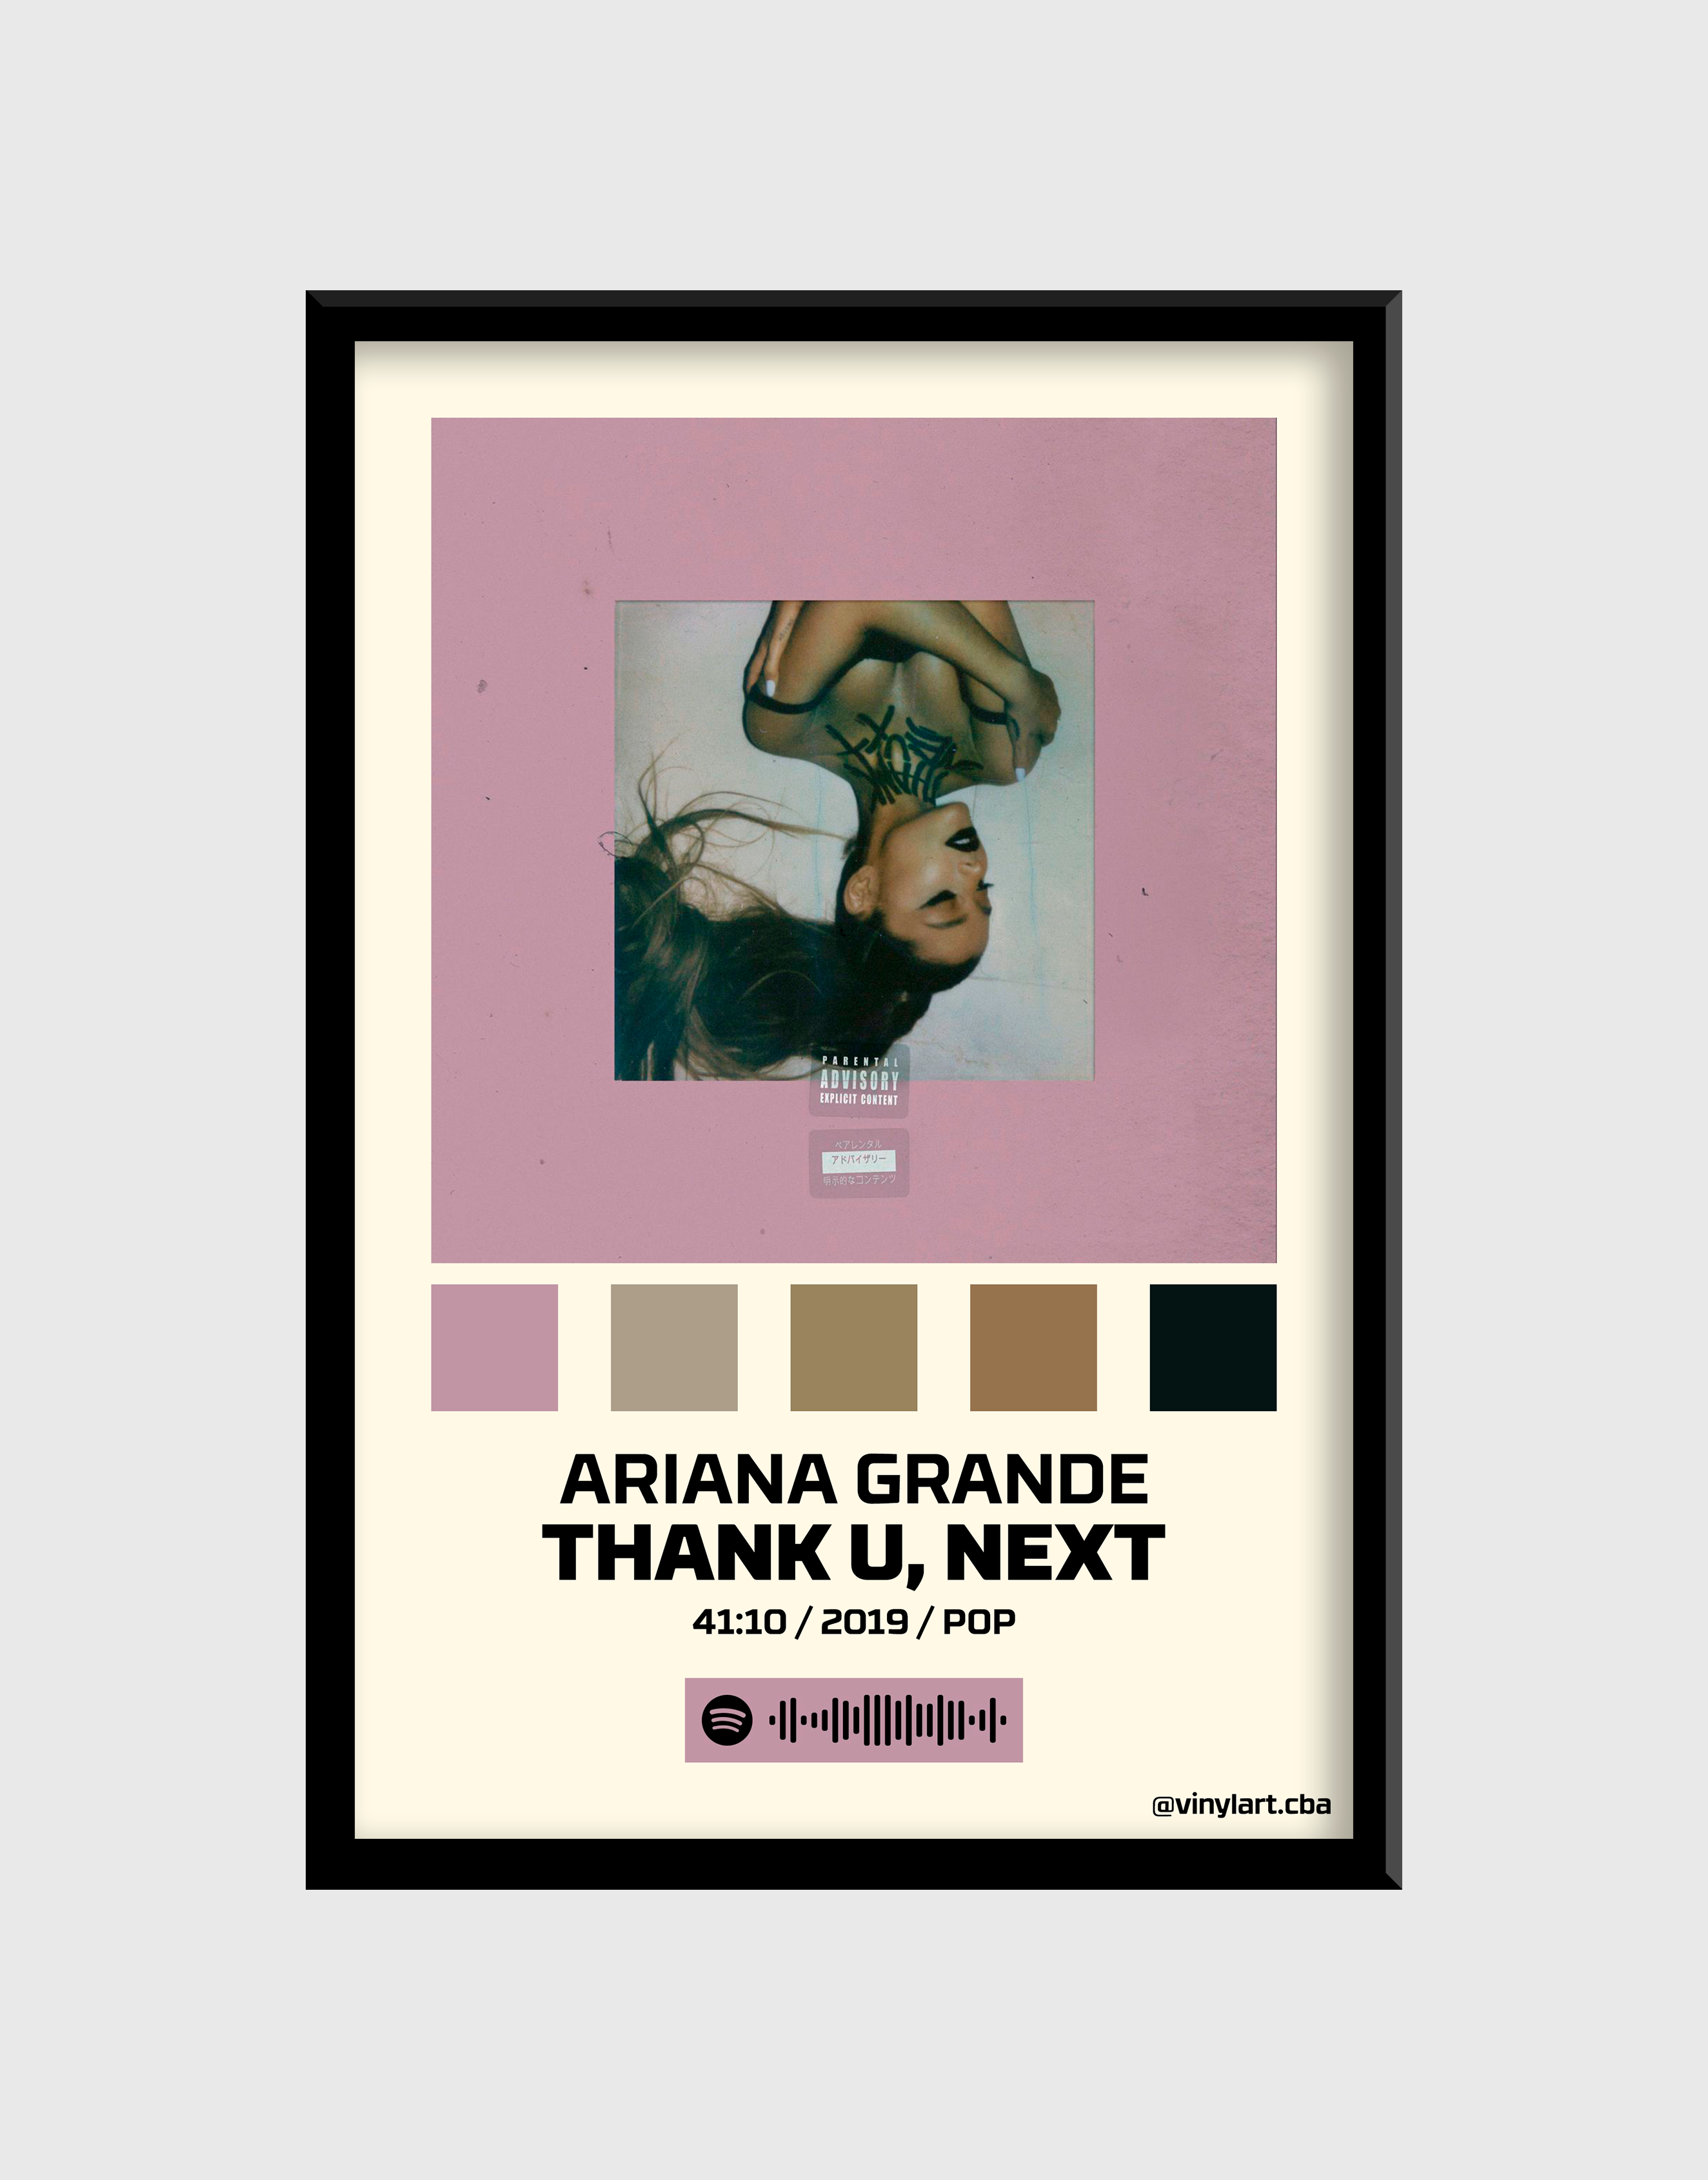 PARENTAL
ADVISORY
EXPLICIT CONTENT
ペアレンタル
アドバイザリー
明示的なコンテンツ
ARIANA GRANDE
THANK U, NEXT
41:10 / 2019 / POP
@vinylart.cba